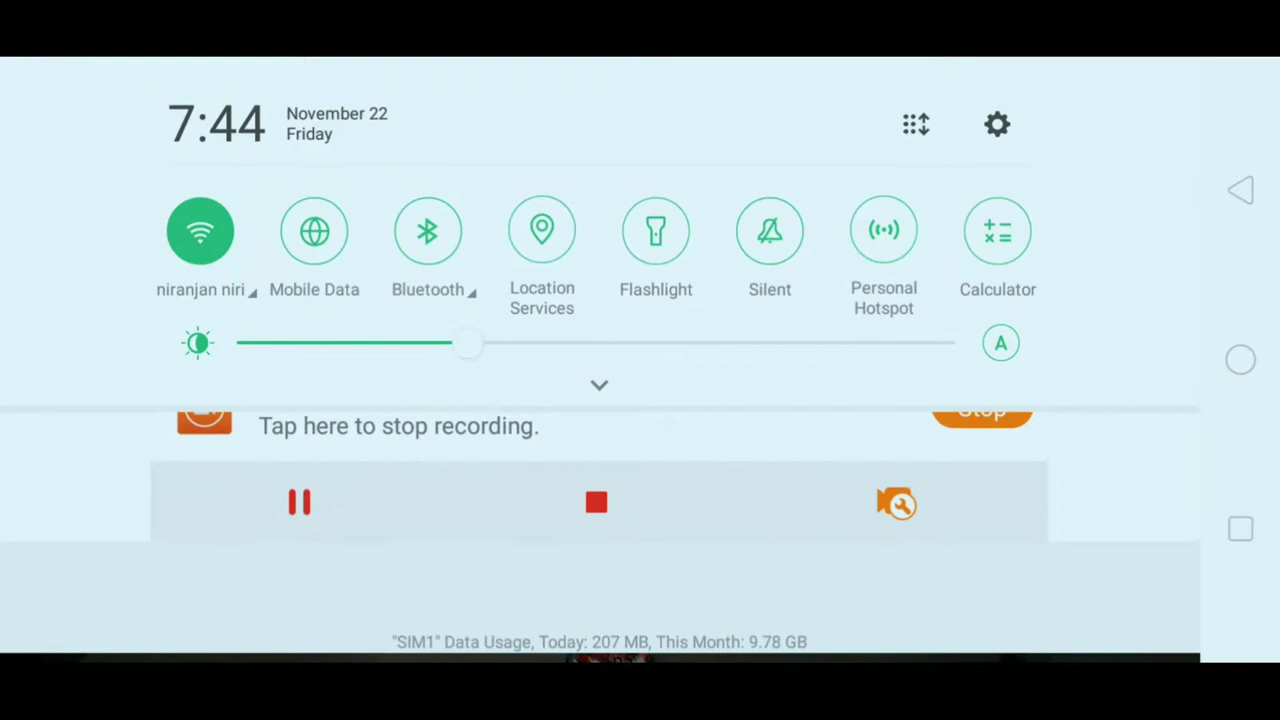 7:44
November 22
Friday
niranjan niri
Mobile Data
Bluetooth
Location
Services
Flashlight
Silent
Personal
Hotspot
Calculator
A
Stop
Tap here to stop recording.
"SIM1" Data Usage, Today: 207 MB, This Month: 9.78 GB